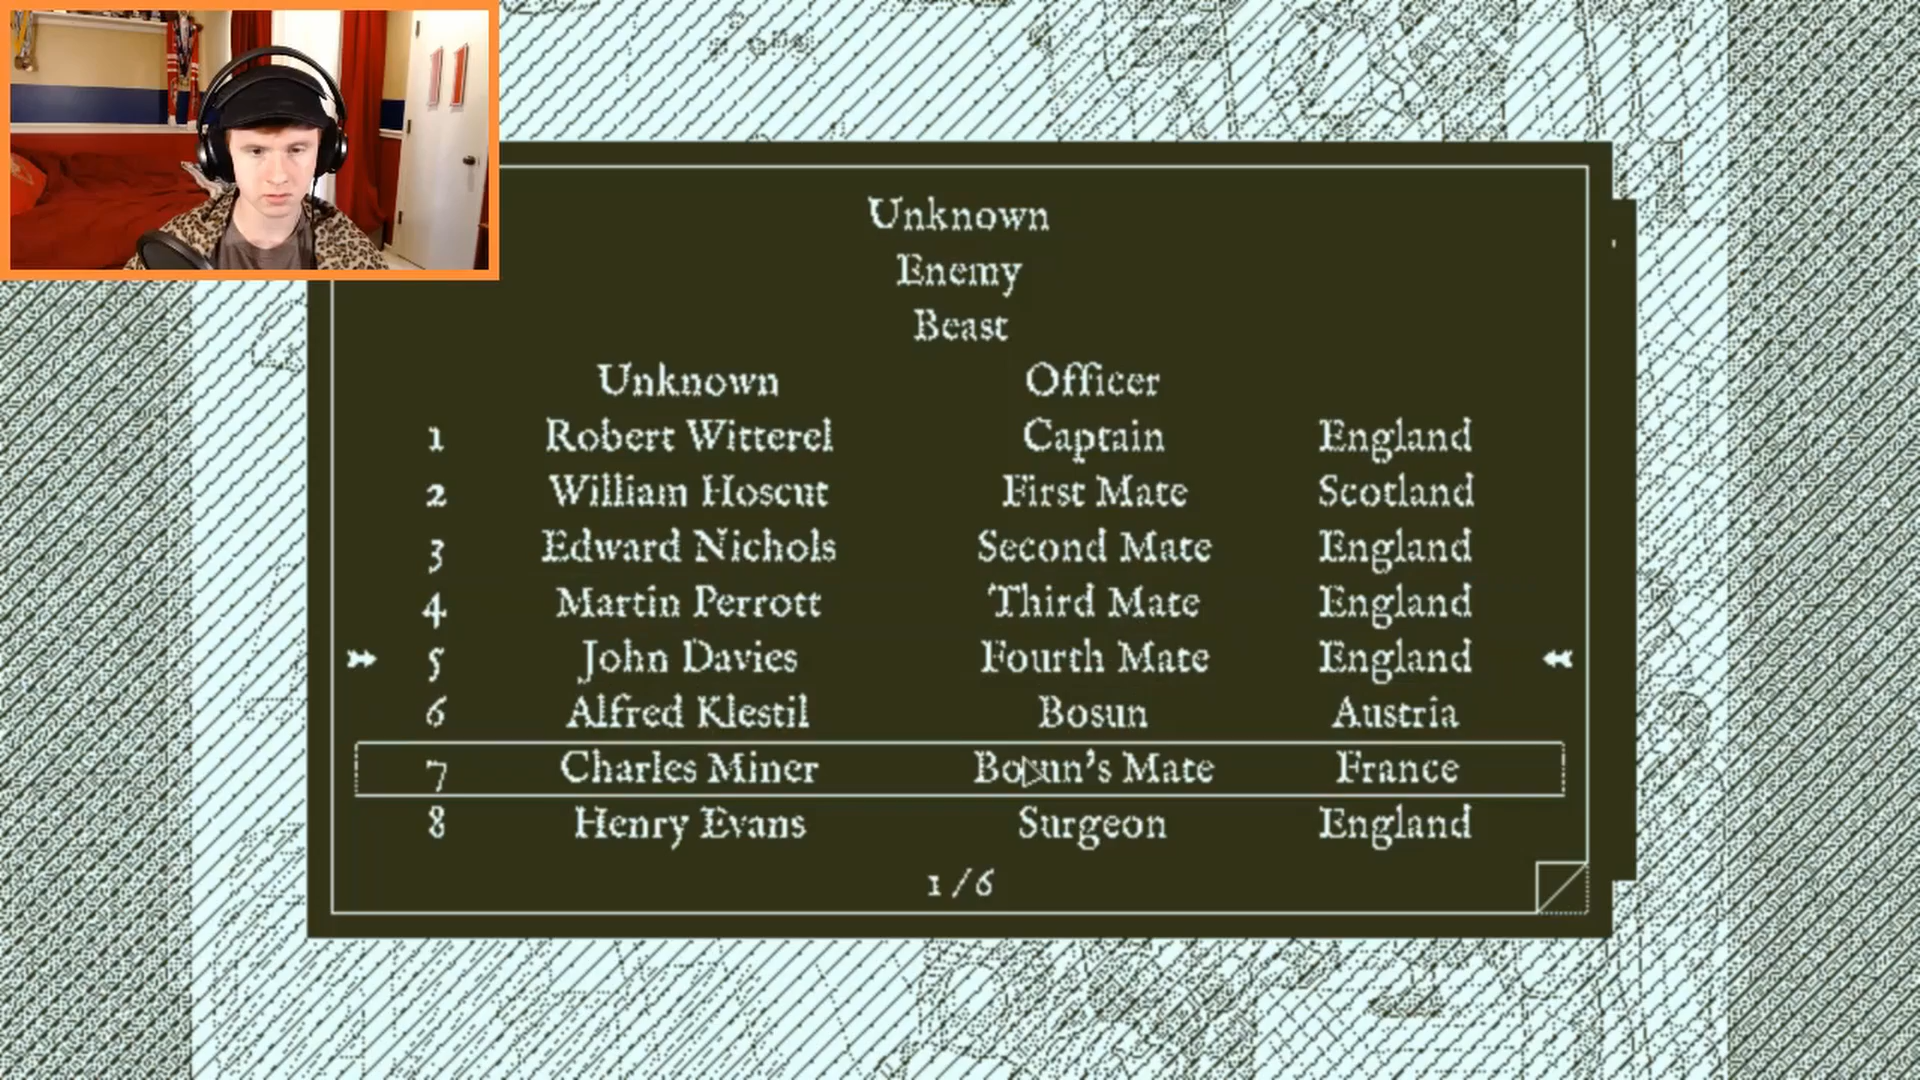 Unknown
Enemy
Beast
Unknown Officer
1 Robert Witterel Captain England
2 William Hoscut First Mate Scotland
3 Edward Nichols Second Mate England
4 Martin Perrott Third Mate England
5 John Davies Fourth Mate England
6 Alfred Klestil Bosun Austria
7 Charles Miner Bosun's Mate France
8 Henry Evans Surgeon England
1/6